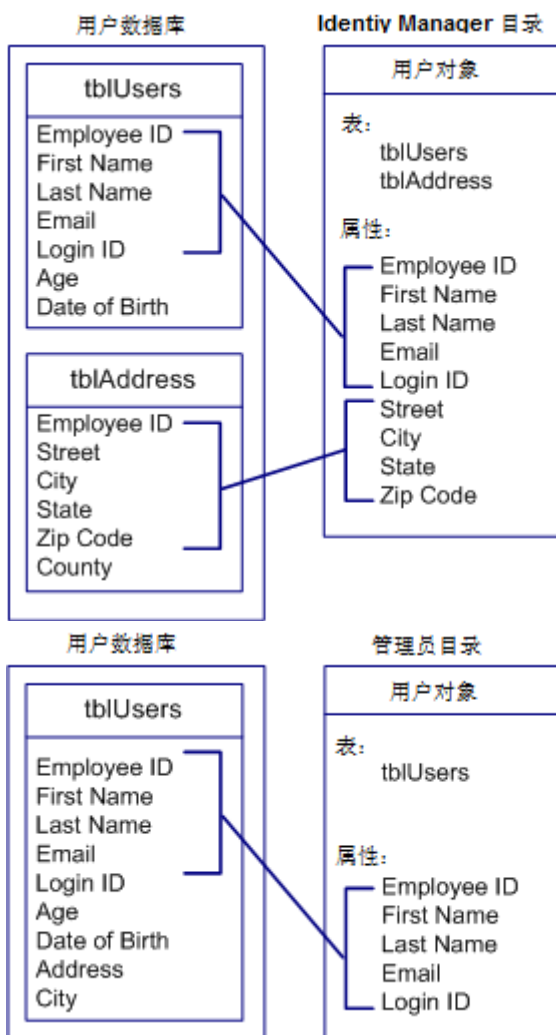 用户数据库
tblUsers
Employee ID
First Name
Last Name
Email
Login ID
Age
Date of Birth
tblAddress
Employee ID
Street
City
State
Zip Code
County
Identiy Manager 目录
用户对象
表：
tblUsers
tblAddress
属性：
Employee ID
First Name
Last Name
Email
Login ID
Street
City
State
Zip Code
用户数据库
tblUsers
Employee ID
First Name
Last Name
Email
Login ID
Age
Date of Birth
Address
City
管理员目录
用户对象
表：
tblUsers
属性：
Employee ID
First Name
Last Name
Email
Login ID